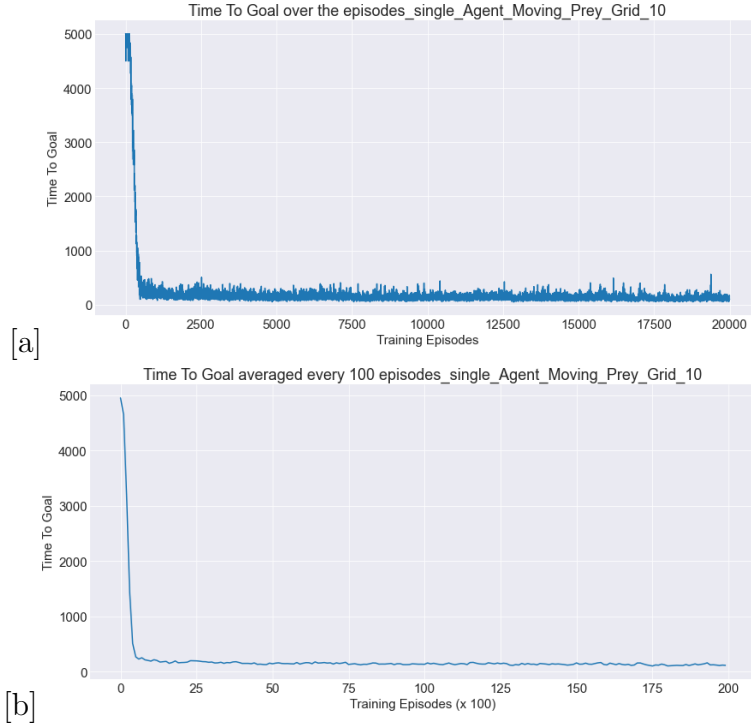 Time To Goal over the episodes_single_Agent_Moving_Prey_Grid_10
5000
4000
3000
2000
1000
0
Time To Goal
0 2500 5000 7500 10000 12500 15000 17500 20000
Training Episodes
[a]
Time To Goal averaged every 100 episodes_single_Agent_Moving_Prey_Grid_10
5000
4000
3000
2000
1000
0
Time To Goal
0 25 50 75 100 125 150 175 200
Training Episodes (x 100)
[b]